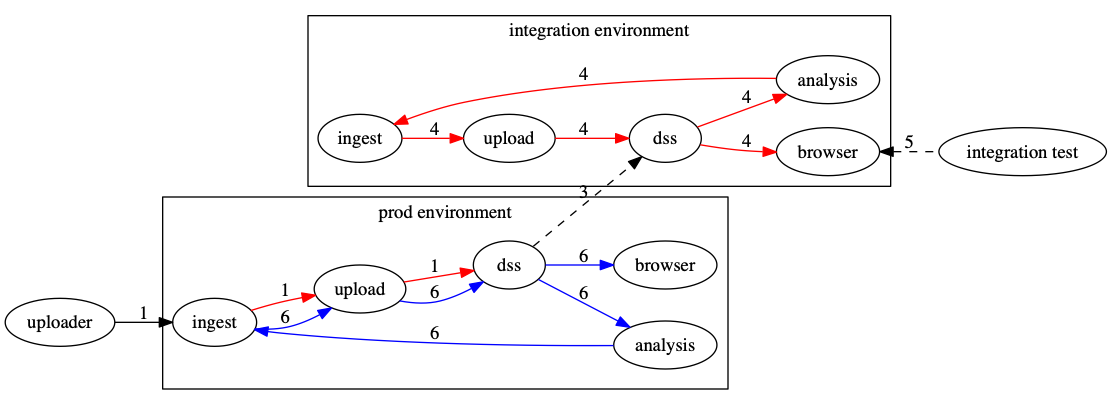 integration environment
4
analysis
4
ingest
4
upload
4
dss
4
browser
5
integration test
3
prod environment
1
dss
6
browser
1
upload
6
6
uploader
1
ingest
6
6
analysis